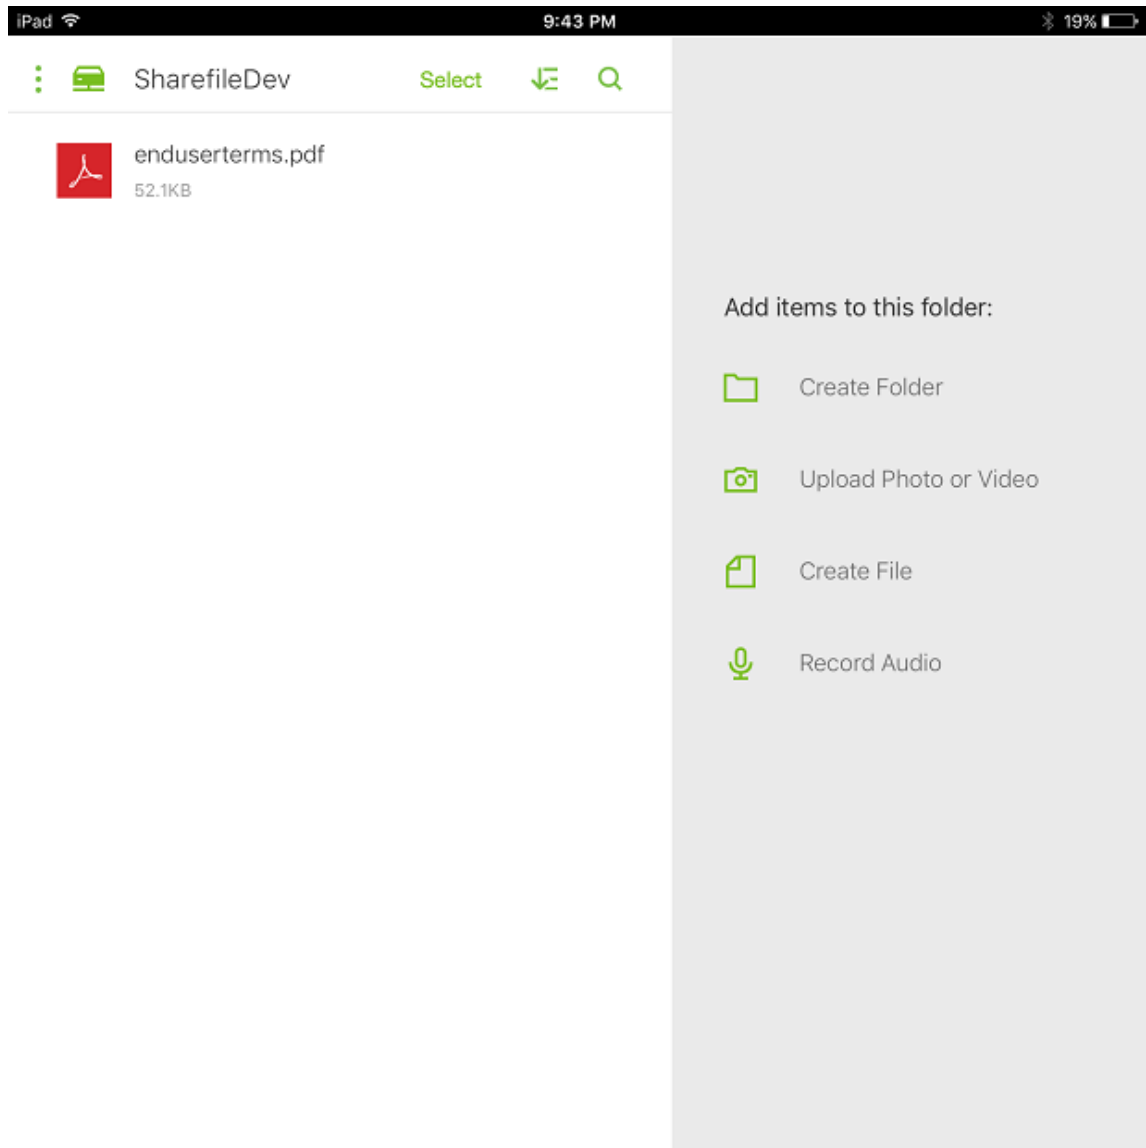 iPad 9:43 PM 19%
SharefileDev Select
enduserterms.pdf
52.1KB
Add items to this folder:
Create Folder
Upload Photo or Video
Create File
Record Audio